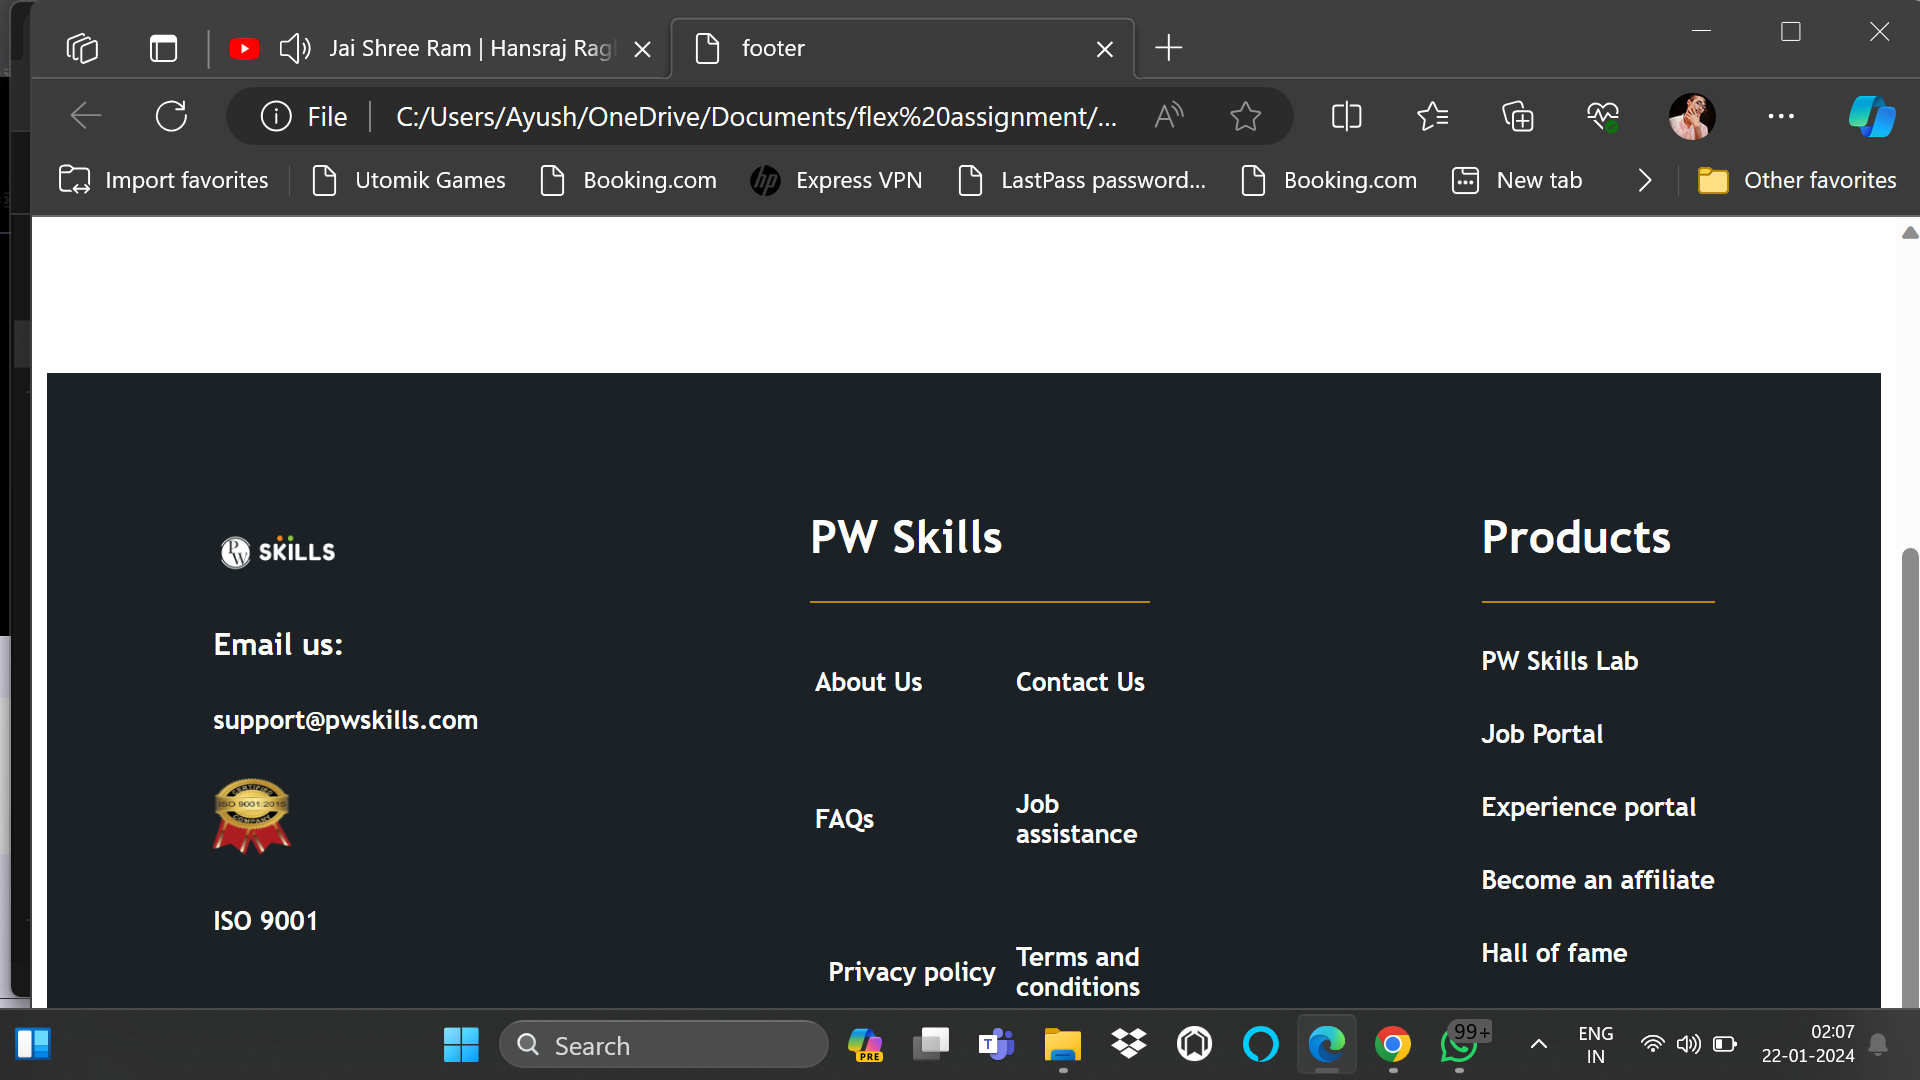 Jai Shree Ram | Hansraj Rag
footer
File
C:/Users/Ayush/OneDrive/Documents/flex%20assignment/...
Import favorites
Utomik Games
Booking.com
Express VPN
LastPass password...
Booking.com
New tab
Other favorites
PW SKILLS
Email us:
support@pwskills.com
CERTIFIED
ISO 9001:2015
COMPANY
ISO 9001
PW Skills
About Us
Contact Us
FAQs
Job
assistance
Privacy policy
Terms and
conditions
Products
PW Skills Lab
Job Portal
Experience portal
Become an affiliate
Hall of fame
Search
PRE
99+
ENG
IN
02:07
22-01-2024